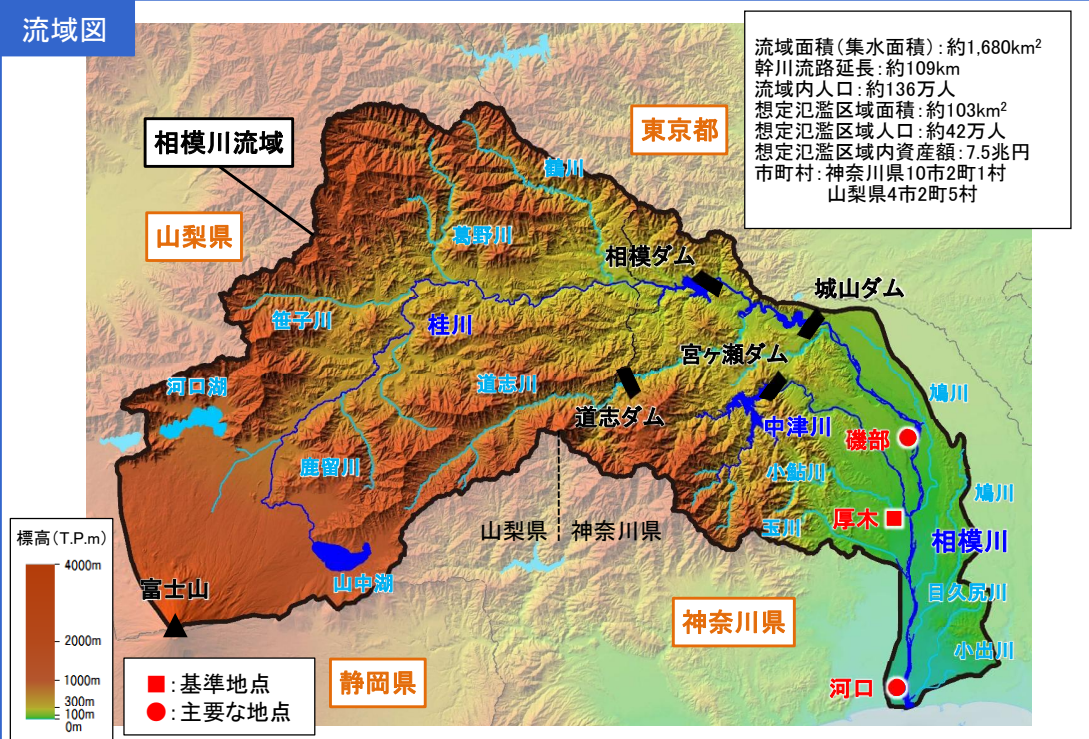 流域図
流域面積(集水面積):約1,680km²
幹川流路延長:約109km
流域内人口:約136万人
想定氾濫区域面積:約103km²
想定氾濫区域人口:約42万人
想定氾濫区域内資産額:7.5兆円
市町村:神奈川県10市2町1村
山梨県4市2町5村
東京都
相模川流域
鶴川
山梨県
葛野川
相模ダム
城山ダム
笹子川
桂川
宮ヶ瀬ダム
河口湖
道志川
鳩川
道志ダム
中津川
磯部
鹿留川
小鮎川
鳩川
厚木
玉川
山梨県
神奈川県
相模川
標高(T.P.m)
4000m
2000m
1000m
300m
100m
0m
富士山
山中湖
目久尻川
神奈川県
小出川
静岡県
河口
■:基準地点
●:主要な地点